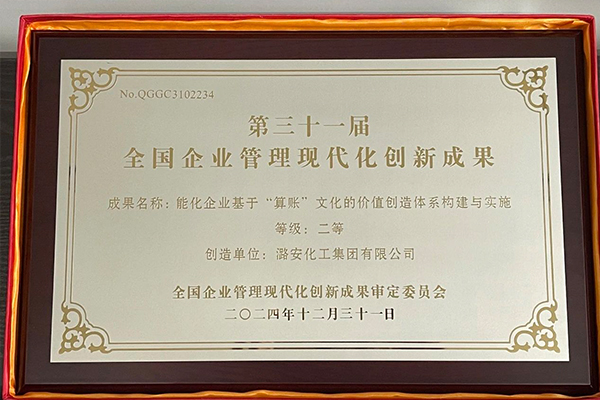 No.QGGC3102234
第三十一届
全国企业管理现代化创新成果
成果名称：能化企业基于“算账”文化的价值创造体系构建与实施
等级：二等
创造单位：潞安化工集团有限公司
全国企业管理现代化创新成果审定委员会
二〇二四年十二月三十一日